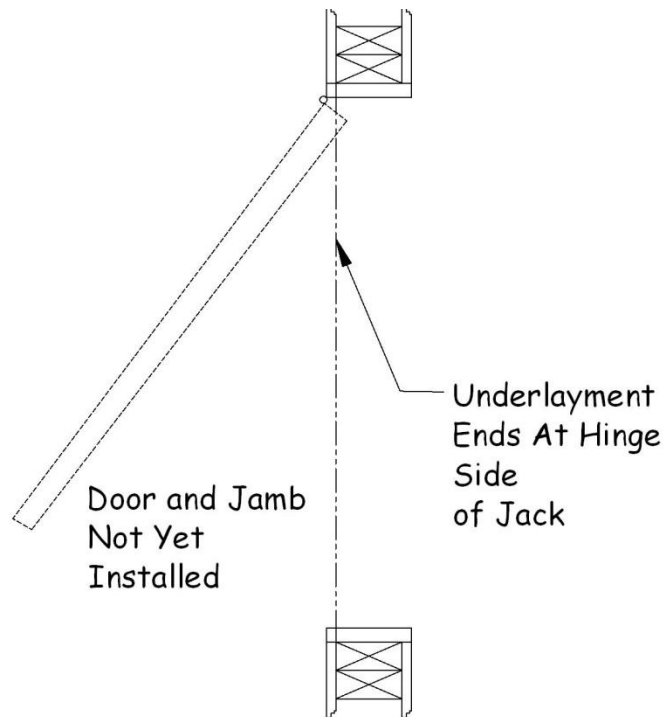 Underlayment
Ends At Hinge
Side
of Jack
Door and Jamb
Not Yet
Installed